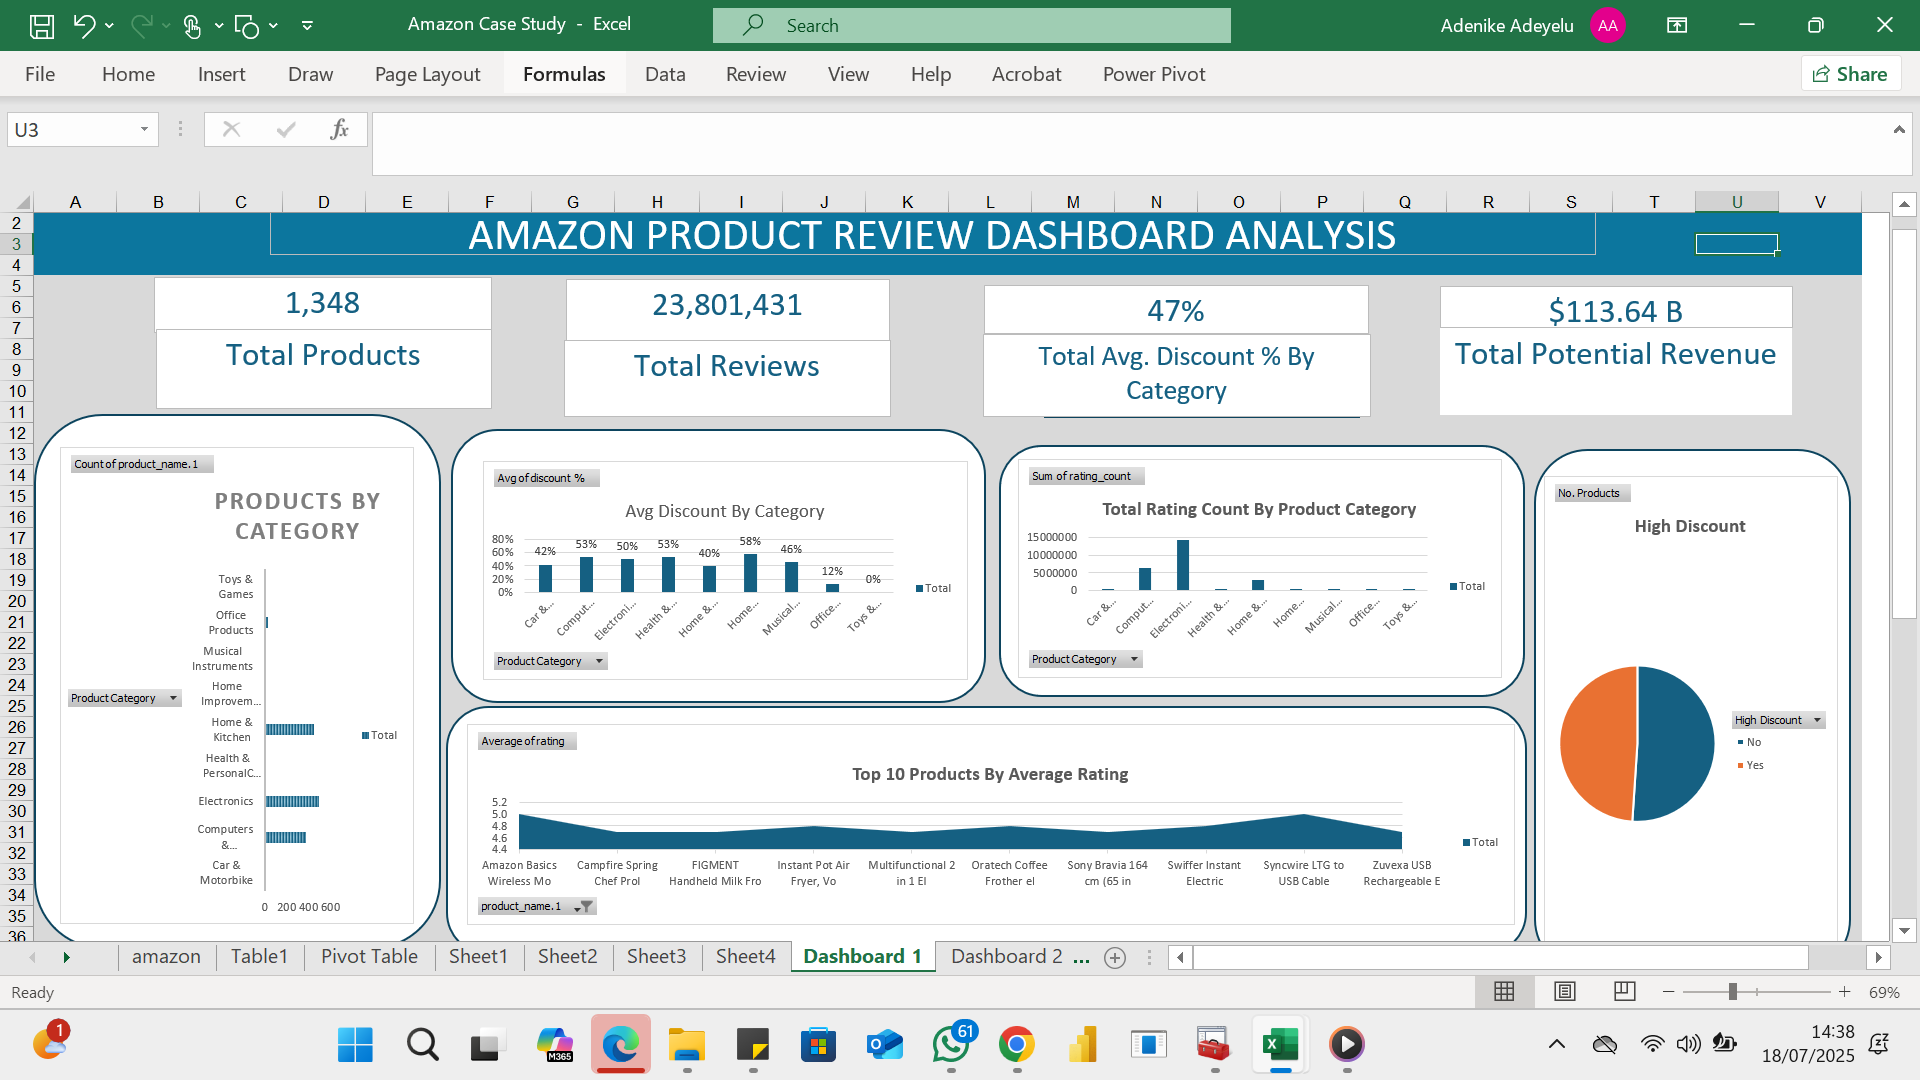 Amazon Case Study - Excel
Search
Adenike Adeyelu
AA
File Home Insert Draw Page Layout Formulas Data Review View Help Acrobat Power Pivot
Share
U3
fx
A B C D E F G H I J K L M N O P Q R S T U V
2
3
4
5
6
7
8
9
10
11
12
13
14
15
16
17
18
19
20
21
22
23
24
25
26
27
28
29
30
31
32
33
34
35
36
AMAZON PRODUCT REVIEW DASHBOARD ANALYSIS
1,348
Total Products
23,801,431
Total Reviews
47%
Total Avg. Discount % By
Category
$113.64 B
Total Potential Revenue
Count of product_name.1
PRODUCTS BY
CATEGORY
Toys &
Games
Office
Products
Musical
Instruments
Home
Improvem...
Home &
Kitchen
Health &
PersonalC...
Electronics
Computers
&...
Car &
Motorbike
0 200 400 600
Product Category
Total
Avg of discount %
Avg Discount By Category
80%
60%
40%
20%
0%
42% 53% 50% 53% 40% 58% 46% 12% 0%
Car &... Comput... Electroni... Health &... Home &... Home... Musical... Office... Toys &...
Total
Product Category
Sum of rating_count
Total Rating Count By Product Category
15000000
10000000
5000000
0
Car &... Comput... Electroni... Health &... Home &... Home... Musical... Office... Toys &...
Total
Product Category
Average of rating
Top 10 Products By Average Rating
5.2
5.0
4.8
4.6
4.4
Amazon Basics
Wireless Mo
Campfire Spring
Chef Prol
FIGMENT
Handheld Milk Fro
Instant Pot Air
Fryer, Vo
Multifunctional 2
in 1 El
Oratech Coffee
Frother el
Sony Bravia 164
cm (65 in
Swiffer Instant
Electric
Syncwire LTG to
USB Cable
Zuvexa USB
Rechargeable E
Total
product_name.1
No. Products
High Discount
High Discount
No
Yes
amazon Table1 Pivot Table Sheet1 Sheet2 Sheet3 Sheet4 Dashboard 1 Dashboard 2 ...
Ready
69%
1
M365
61
14:38
18/07/2025